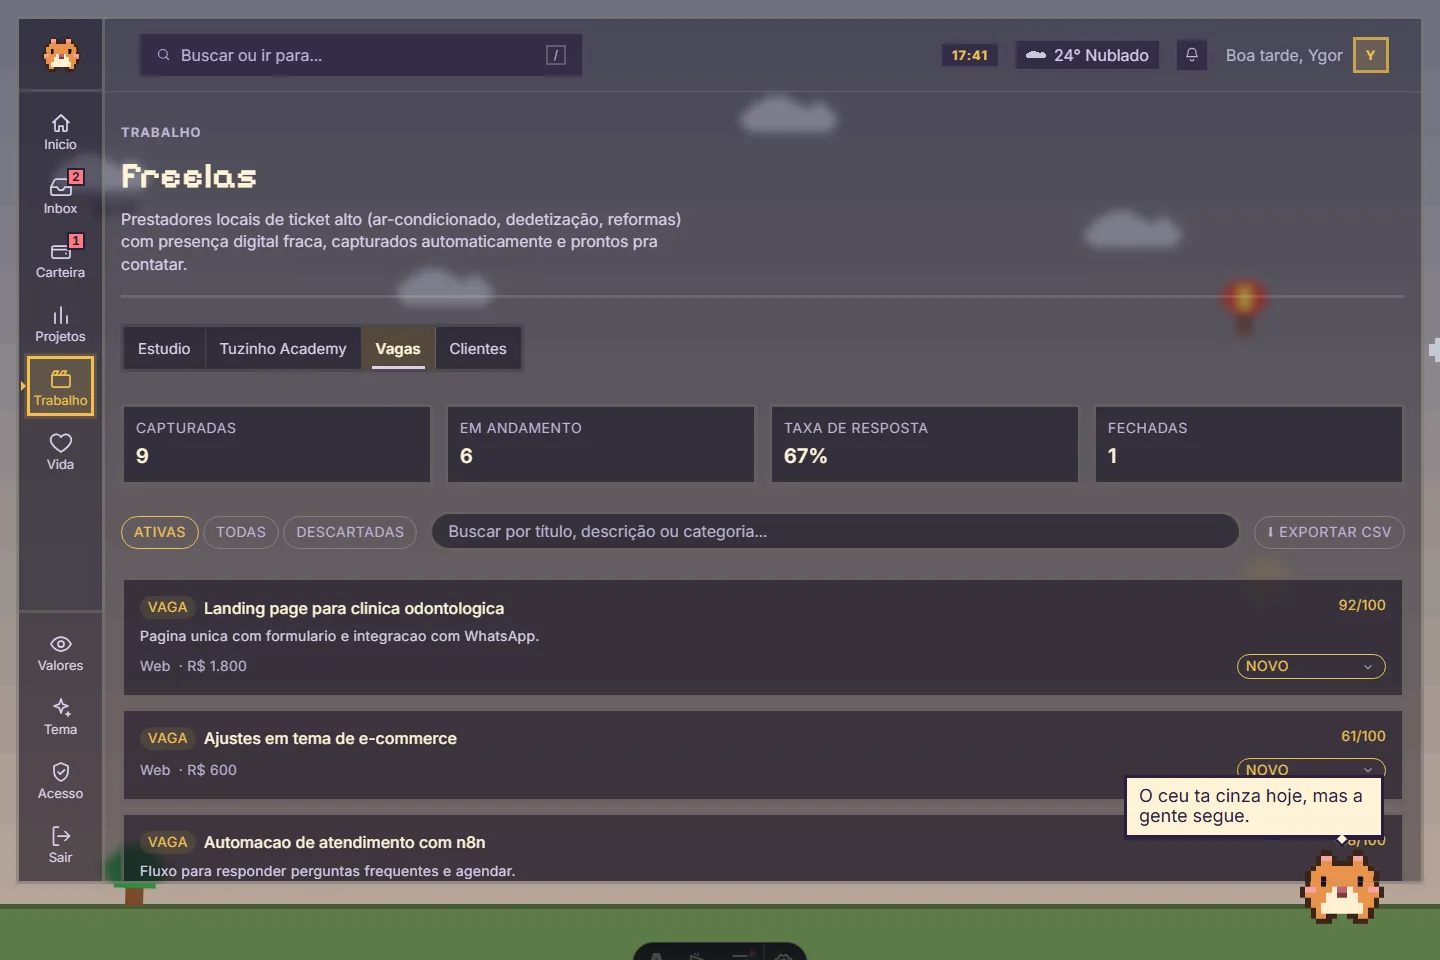 Buscar ou ir para...
/
17:41
24° Nublado
Boa tarde, Ygor
Y
Inicio
2
Inbox
1
Carteira
Projetos
Trabalho
Vida
Valores
Tema
Acesso
Sair
TRABALHO
Freelas
Prestadores locais de ticket alto (ar-condicionado, dedetização, reformas)
com presença digital fraca, capturados automaticamente e prontos pra
contatar.
Estudio
Tuzinho Academy
Vagas
Clientes
CAPTURADAS
9
EM ANDAMENTO
6
TAXA DE RESPOSTA
67%
FECHADAS
1
ATIVAS
TODAS
DESCARTADAS
Buscar por título, descrição ou categoria...
⬇ EXPORTAR CSV
VAGA Landing page para clinica odontologica
92/100
Pagina unica com formulario e integracao com WhatsApp.
Web · R$ 1.800
NOVO
VAGA Ajustes em tema de e-commerce
61/100
Web · R$ 600
NOVO
O ceu ta cinza hoje, mas a
gente segue.
VAGA Automacao de atendimento com n8n
Fluxo para responder perguntas frequentes e agendar.